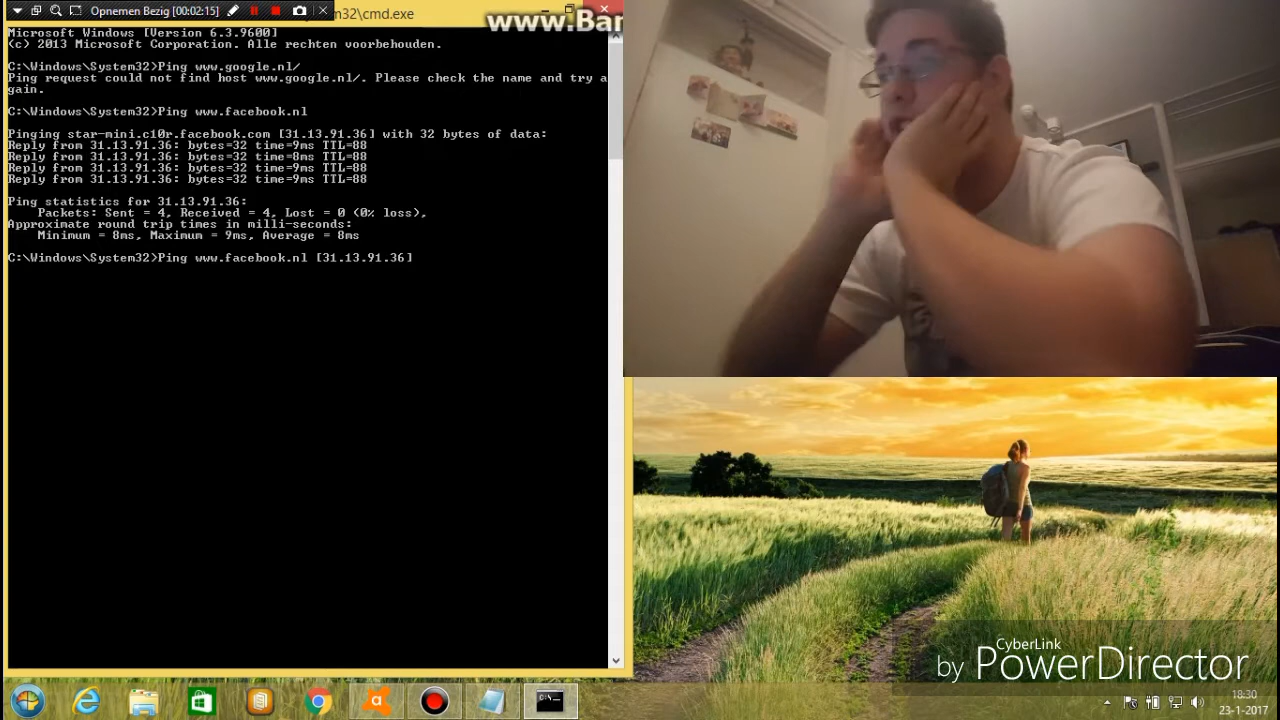 Opnemen Bezig [00:02:15]
m32\cmd.exe
www.Ban
Microsoft Windows [Version 6.3.9600]
(c) 2013 Microsoft Corporation. Alle rechten voorbehouden.
C:\Windows\System32>Ping www.google.nl/
Ping request could not find host www.google.nl/. Please check the name and try a
gain.
C:\Windows\System32>Ping www.facebook.nl
Pinging star-mini.c10r.facebook.com [31.13.91.36] with 32 bytes of data:
Reply from 31.13.91.36: bytes=32 time=9ms TTL=88
Reply from 31.13.91.36: bytes=32 time=8ms TTL=88
Reply from 31.13.91.36: bytes=32 time=9ms TTL=88
Reply from 31.13.91.36: bytes=32 time=9ms TTL=88
Ping statistics for 31.13.91.36:
Packets: Sent = 4, Received = 4, Lost = 0 (0% loss),
Approximate round trip times in milli-seconds:
Minimum = 8ms, Maximum = 9ms, Average = 8ms
C:\Windows\System32>Ping www.facebook.nl [31.13.91.36]
CyberLink
by PowerDirector
18:30
23-1-2017